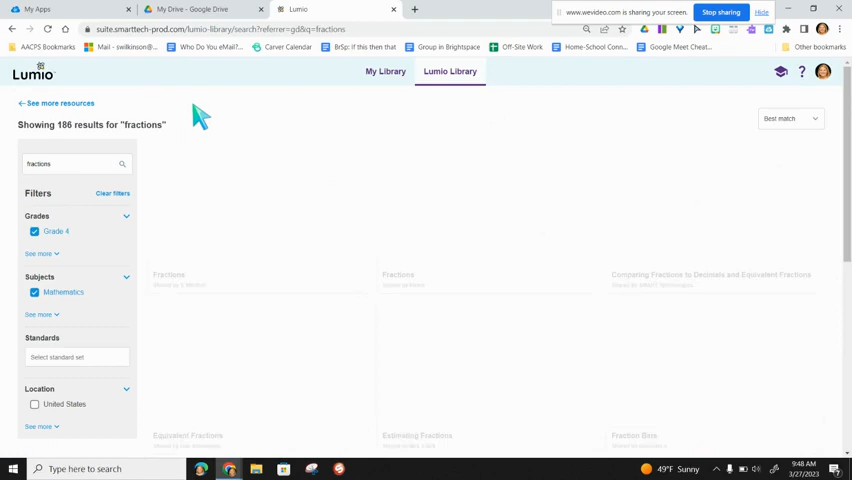 My Apps
My Drive - Google Drive
Lumio
www.wevideo.com is sharing your screen.
Stop sharing
Hide
suite.smarttech-prod.com/lumio-library/search?referrer=gd&q=fractions
AACPS Bookmarks
Mail - swilkinson@...
Who Do You eMail?...
Carver Calendar
BrSp: If this then that
Group in Brightspace
Off-Site Work
Home-School Conn...
Google Meet Cheat...
Other bookmarks
Lumio
My Library
Lumio Library
See more resources
Showing 186 results for "fractions"
Best match
fractions
Filters
Clear filters
Grades
Grade 4
See more
Subjects
Mathematics
See more
Standards
Select standard set
Location
United States
See more
Fractions
Fractions
Comparing Fractions to Decimals and Equivalent Fractions
Equivalent Fractions
Estimating Fractions
Fraction Bars
Type here to search
49°F Sunny
9:48 AM
3/27/2023